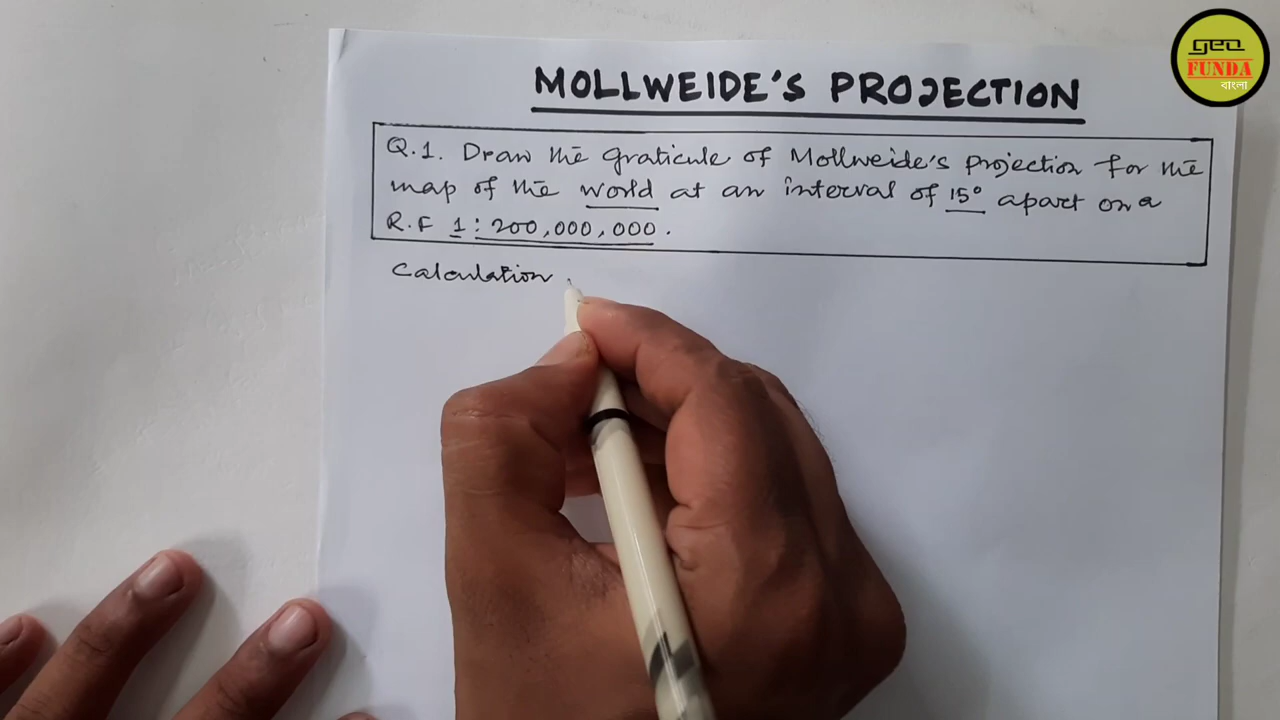 geo
FUNDA
বাংলা
MOLLWEIDE'S PROJECTION
Q.1. Draw the graticule of Mollweide's Projection for the
map of the world at an interval of 15° apart on a
R.F 1 : 200,000,000.
Calculation